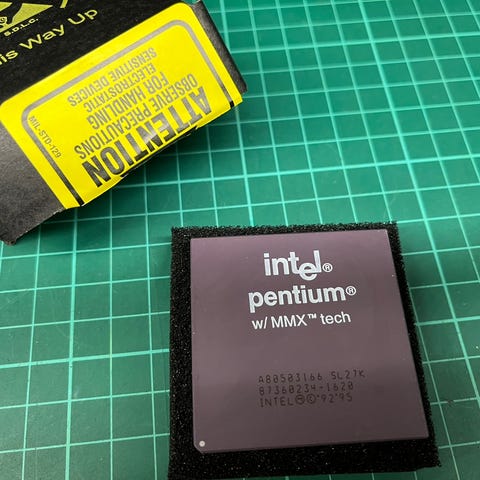 S.D.L.C.
is Way Up
ATTENTION
OBSERVE PRECAUTIONS
FOR HANDLING
ELECTROSTATIC
SENSITIVE DEVICES
MIL-STD-129
intel®
pentium®
w/ MMX™ tech
A80503166 SL27K
B7360234-1620
INTEL Ⓜ © '92 '95